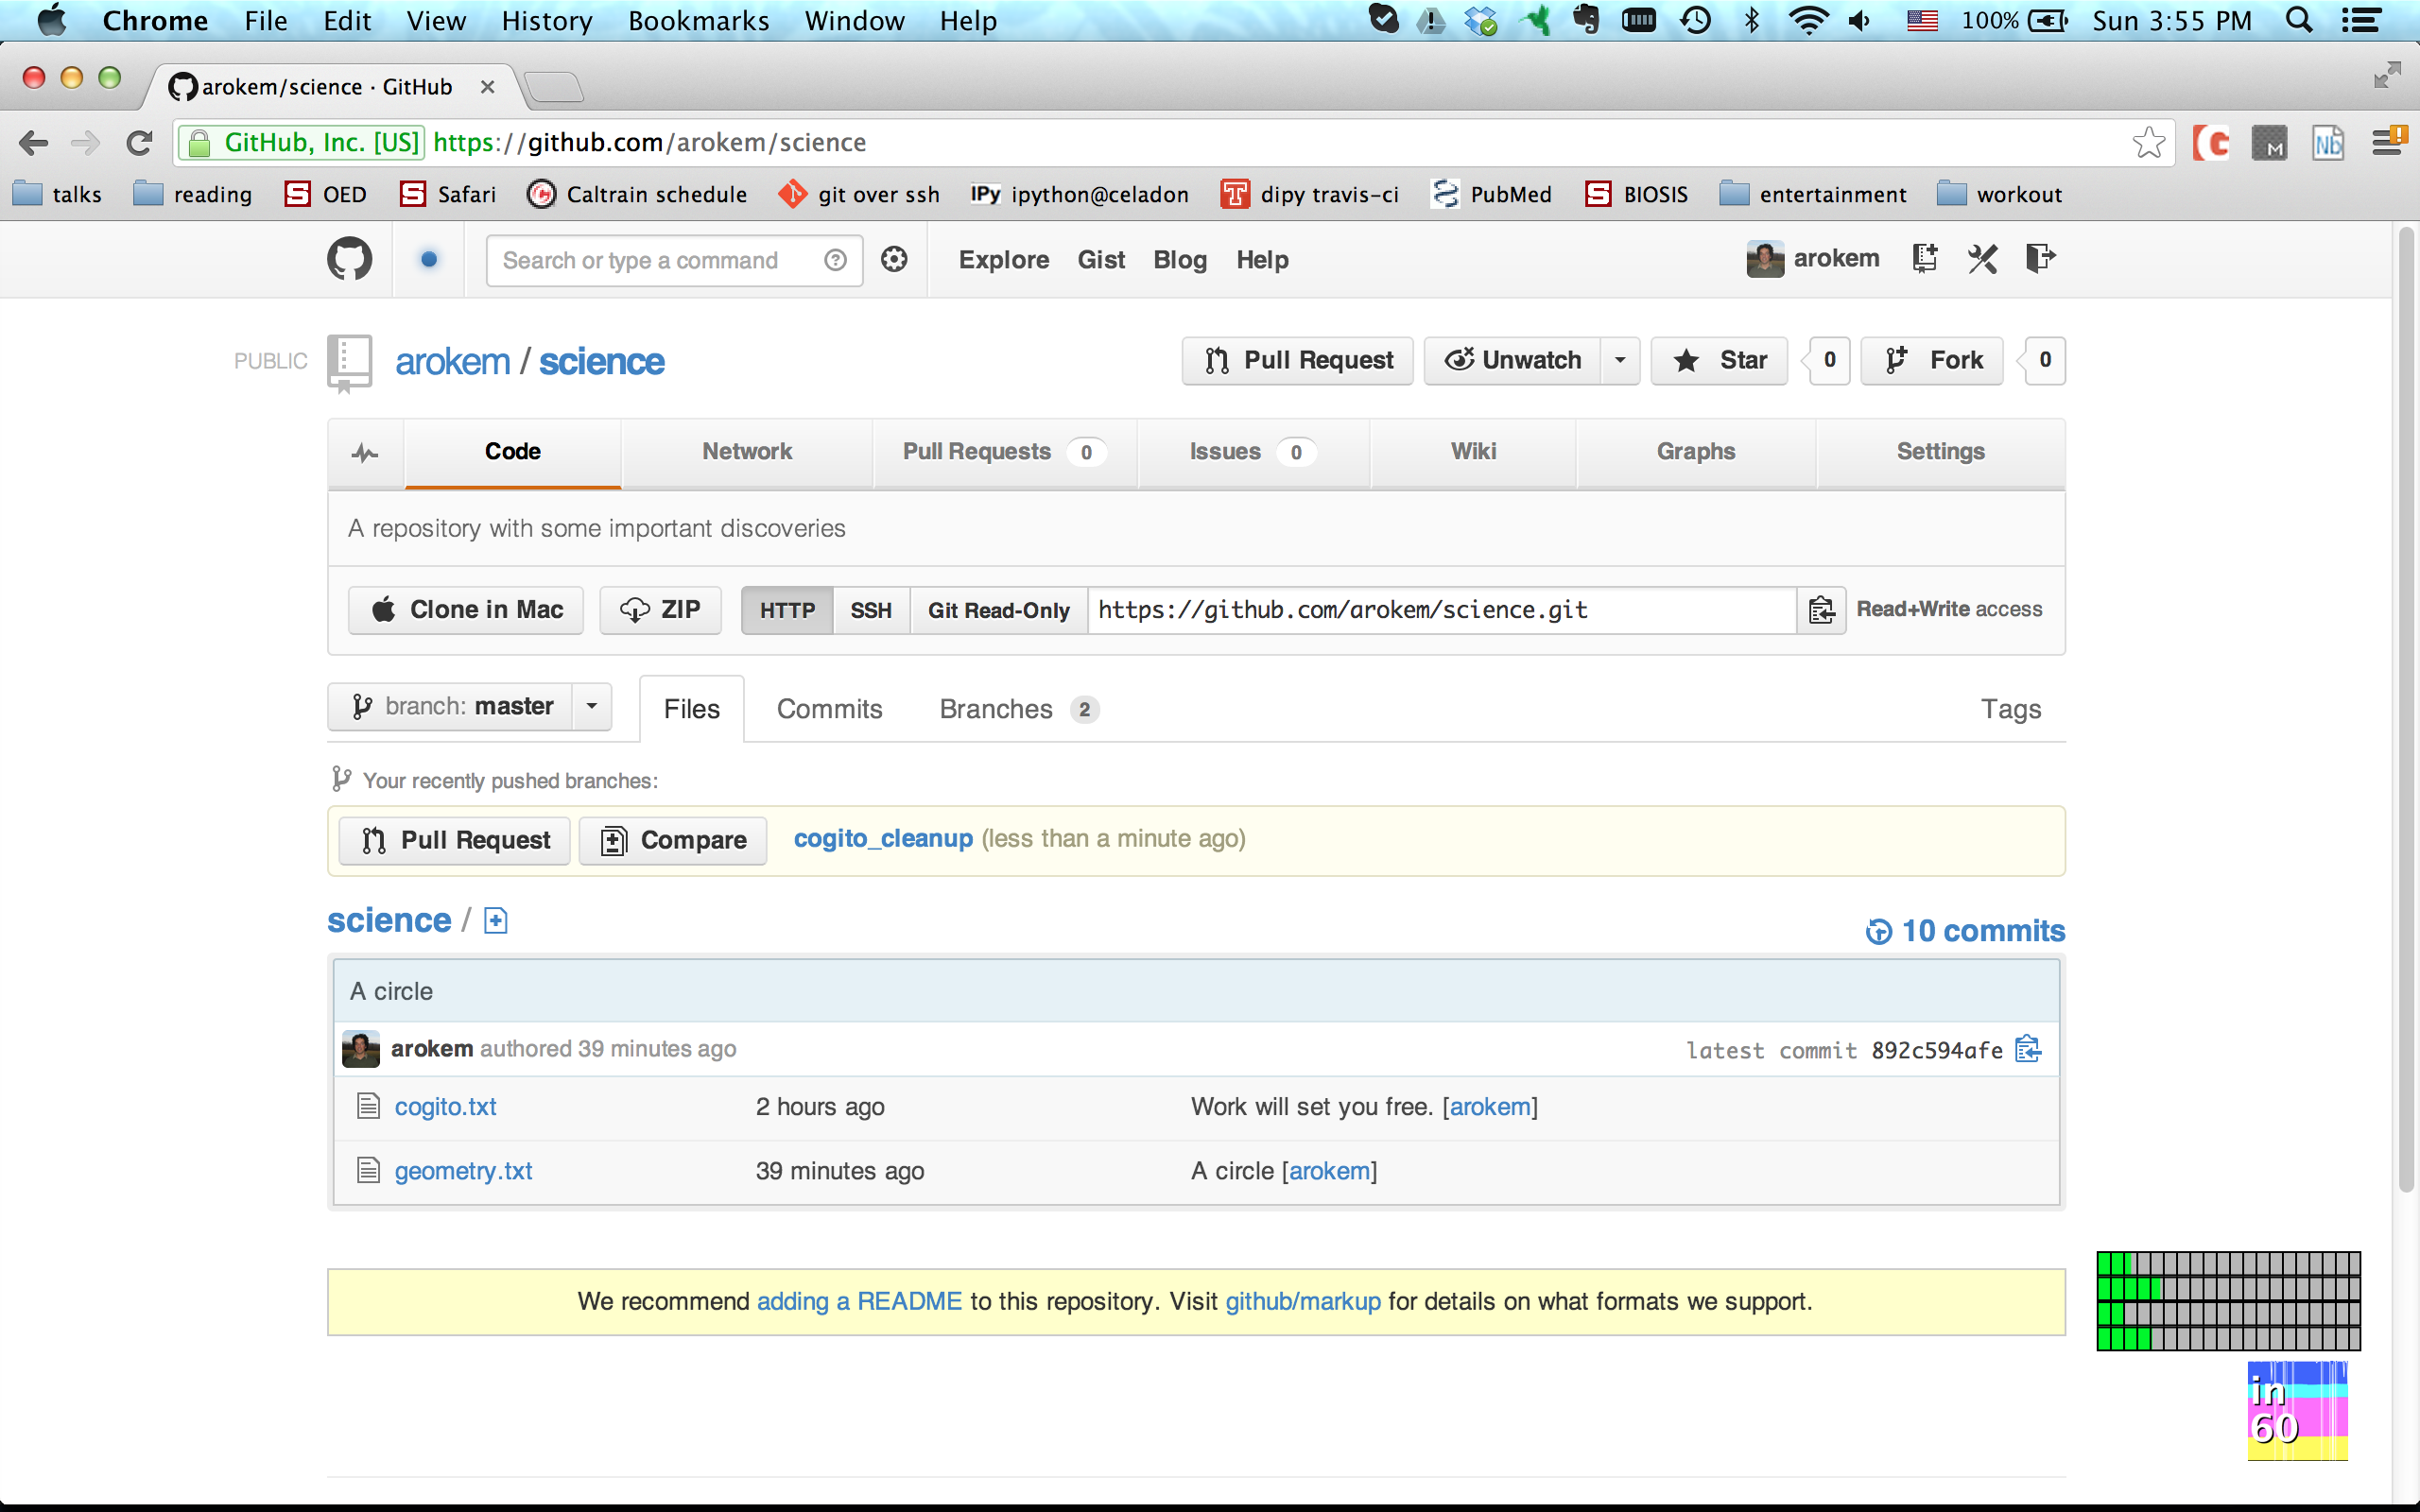 Chrome File Edit View History Bookmarks Window Help 100% Sun 3:55 PM
arokem/science · GitHub
GitHub, Inc. [US] https://github.com/arokem/science
talks reading OED Safari Caltrain schedule git over ssh IPy ipython@celadon dipy travis-ci PubMed BIOSIS entertainment workout
Search or type a command Explore Gist Blog Help arokem
PUBLIC arokem / science Pull Request Unwatch Star 0 Fork 0
Code Network Pull Requests 0 Issues 0 Wiki Graphs Settings
A repository with some important discoveries
Clone in Mac ZIP HTTP SSH Git Read-Only https://github.com/arokem/science.git Read+Write access
branch: master Files Commits Branches 2 Tags
Your recently pushed branches:
Pull Request Compare cogito_cleanup (less than a minute ago)
science / 10 commits
A circle
arokem authored 39 minutes ago latest commit 892c594afe
cogito.txt 2 hours ago Work will set you free. [arokem]
geometry.txt 39 minutes ago A circle [arokem]
We recommend adding a README to this repository. Visit github/markup for details on what formats we support.
in
60